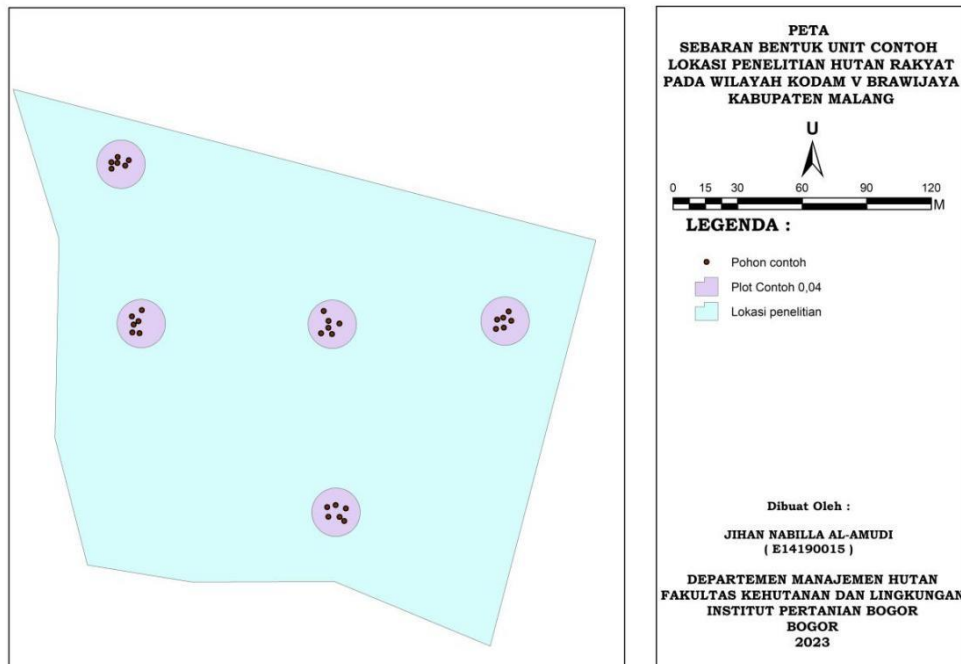 PETA
SEBARAN BENTUK UNIT CONTOH
LOKASI PENELITIAN HUTAN RAKYAT
PADA WILAYAH KODAM V BRAWIJAYA
KABUPATEN MALANG
U
0 15 30 60 90 120
M
LEGENDA :
Pohon contoh
Plot Contoh 0,04
Lokasi penelitian
Dibuat Oleh :
JIHAN NABILLA AL-AMUDI
( E14190015 )
DEPARTEMEN MANAJEMEN HUTAN
FAKULTAS KEHUTANAN DAN LINGKUNGAN
INSTITUT PERTANIAN BOGOR
BOGOR
2023